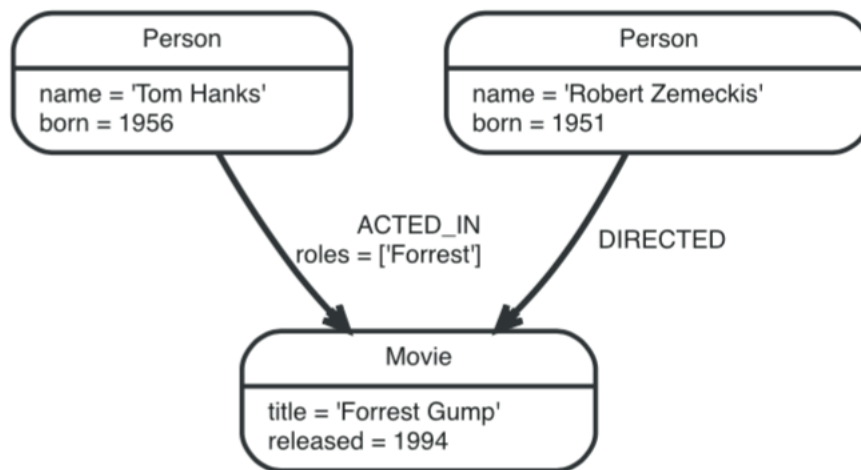 Person
name = 'Tom Hanks'
born = 1956
Person
name = 'Robert Zemeckis'
born = 1951
ACTED_IN
roles = ['Forrest']
DIRECTED
Movie
title = 'Forrest Gump'
released = 1994